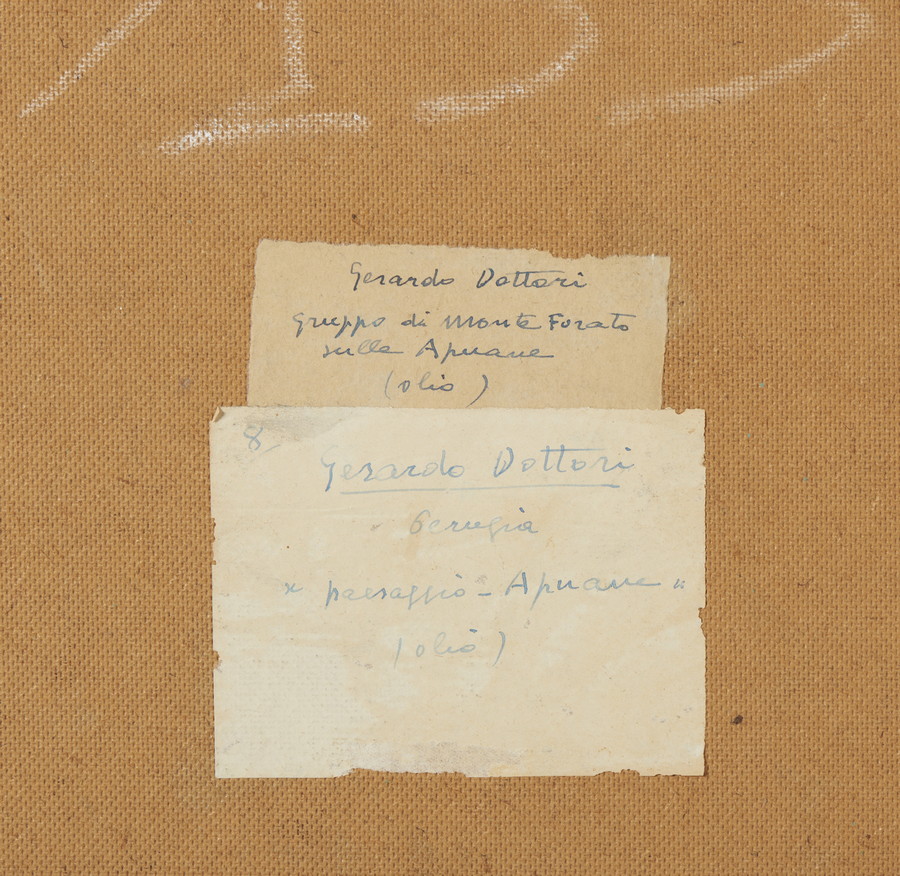 Gerardo Dottori
Gruppo di Monte Forato
sulle Apuane
(olio)
8
Gerardo Dottori
Perugia
" paesaggio - Apuane "
(olio)